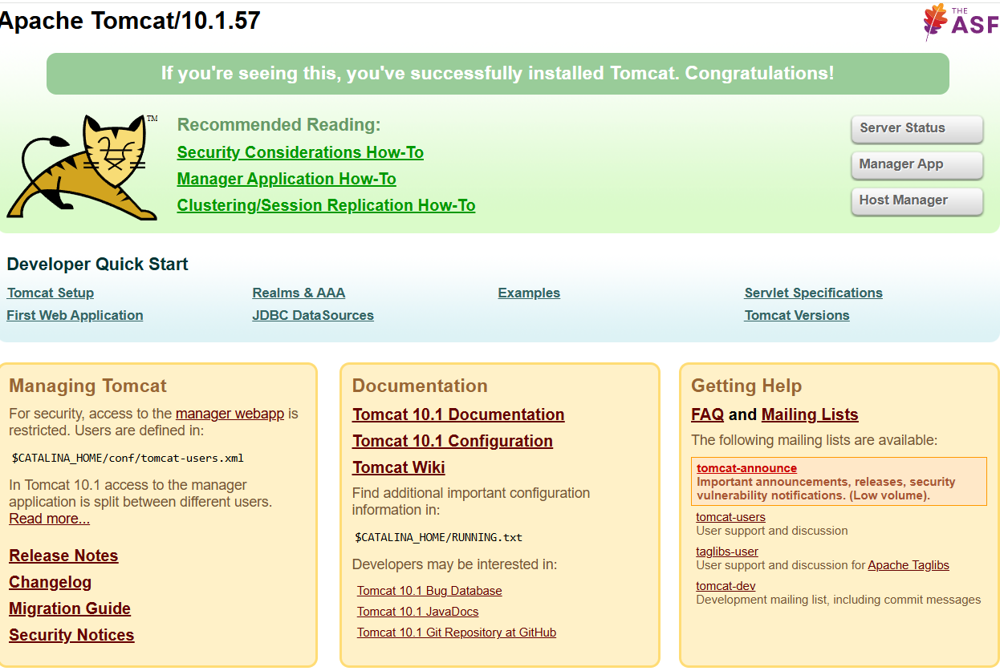 Apache Tomcat/10.1.57
THE
ASF
If you're seeing this, you've successfully installed Tomcat. Congratulations!
TM
Recommended Reading:
Security Considerations How-To
Manager Application How-To
Clustering/Session Replication How-To
Server Status
Manager App
Host Manager
Developer Quick Start
Tomcat Setup
First Web Application
Realms & AAA
JDBC DataSources
Examples
Servlet Specifications
Tomcat Versions
Managing Tomcat
For security, access to the manager webapp is
restricted. Users are defined in:
$CATALINA_HOME/conf/tomcat-users.xml
In Tomcat 10.1 access to the manager
application is split between different users.
Read more...
Release Notes
Changelog
Migration Guide
Security Notices
Documentation
Tomcat 10.1 Documentation
Tomcat 10.1 Configuration
Tomcat Wiki
Find additional important configuration
information in:
$CATALINA_HOME/RUNNING.txt
Developers may be interested in:
Tomcat 10.1 Bug Database
Tomcat 10.1 JavaDocs
Tomcat 10.1 Git Repository at GitHub
Getting Help
FAQ and Mailing Lists
The following mailing lists are available:
tomcat-announce
Important announcements, releases, security
vulnerability notifications. (Low volume).
tomcat-users
User support and discussion
taglibs-user
User support and discussion for Apache Taglibs
tomcat-dev
Development mailing list, including commit messages